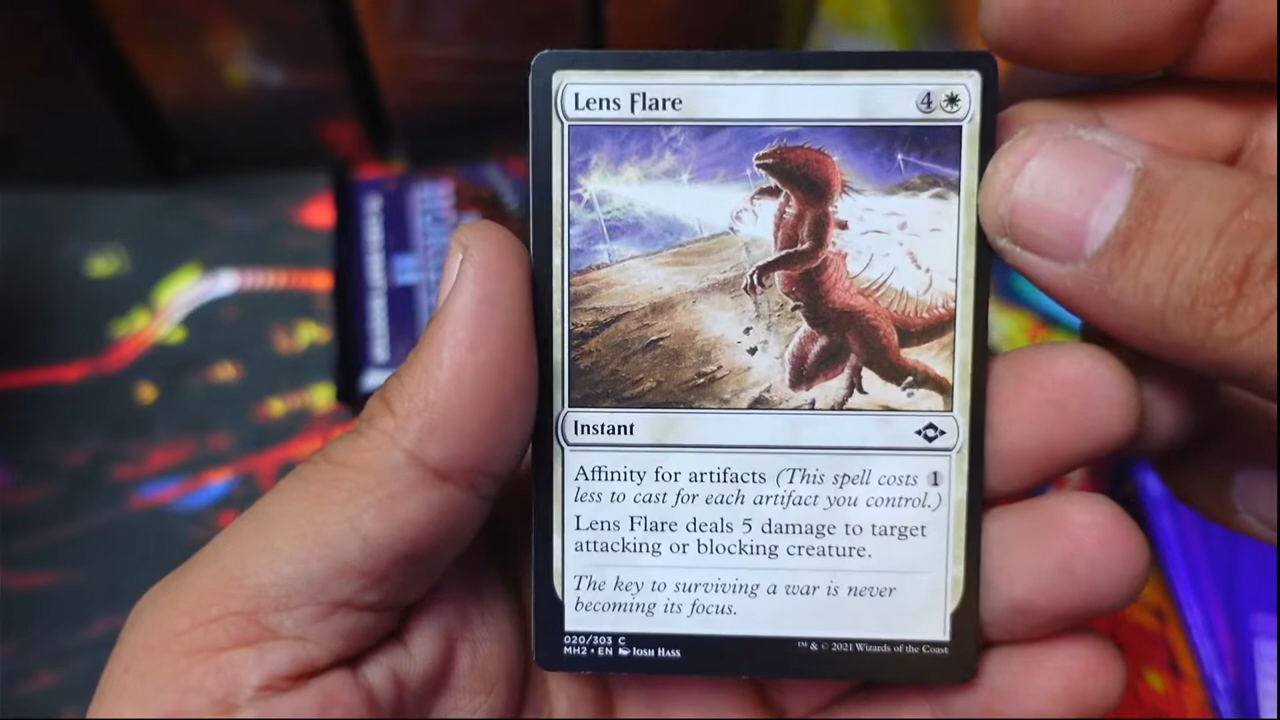 Lens Flare 4
Instant
Affinity for artifacts (This spell costs 1
less to cast for each artifact you control.)
Lens Flare deals 5 damage to target
attacking or blocking creature.
The key to surviving a war is never
becoming its focus.
020/303 C
MH2 • EN Josh Hass
™ & © 2021 Wizards of the Coast